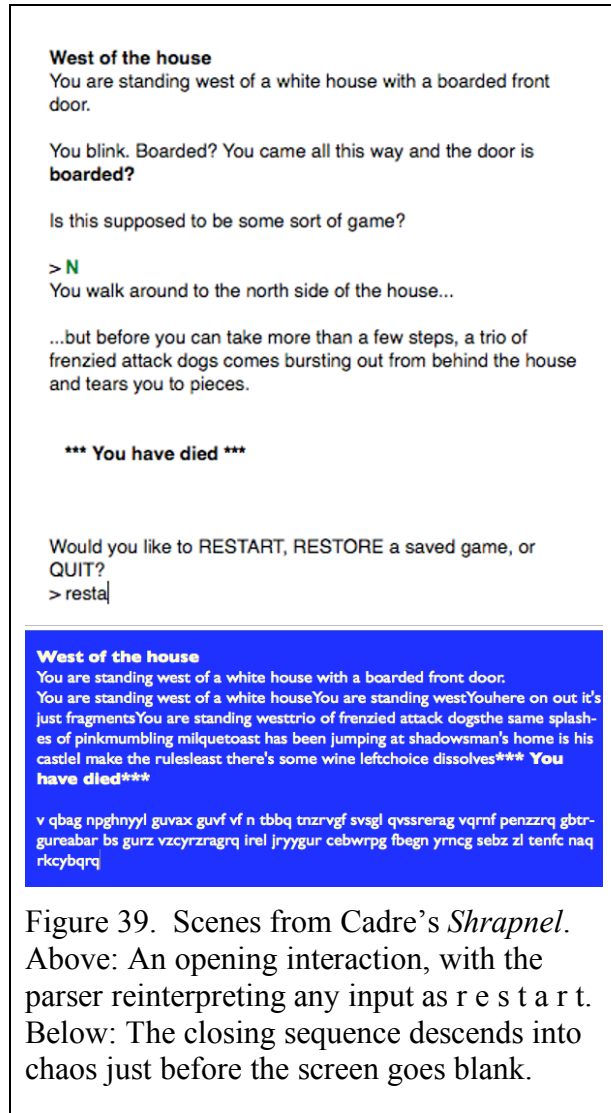 West of the house
You are standing west of a white house with a boarded front
door.
You blink. Boarded? You came all this way and the door is
boarded?
Is this supposed to be some sort of game?
> N
You walk around to the north side of the house...
...but before you can take more than a few steps, a trio of
frenzied attack dogs comes bursting out from behind the house
and tears you to pieces.
*** You have died ***
Would you like to RESTART, RESTORE a saved game, or
QUIT?
> resta
West of the house
You are standing west of a white house with a boarded front door.
You are standing west of a white houseYou are standing westYouhere on out it's
just fragmentsYou are standing westtrio of frenzied attack dogsthe same splash-
es of pinkmumbling milquetoast has been jumping at shadowsman's home is his
castleI make the rulesleast there's some wine leftchoice dissolves*** You
have died***
v qbag npghnyyl guvax guvf vf n tbbq tnzrvgf svsgl qvssrerag vqrnf penzzrq gbtr-
gureabar bs gurz vzcyrzragrq irel jryygur cebwrpg fbegn yrncg sebz zl tenfc naq
rkcybqrq
Figure 39. Scenes from Cadre's Shrapnel.
Above: An opening interaction, with the
parser reinterpreting any input as r e s t a r t.
Below: The closing sequence descends into
chaos just before the screen goes blank.